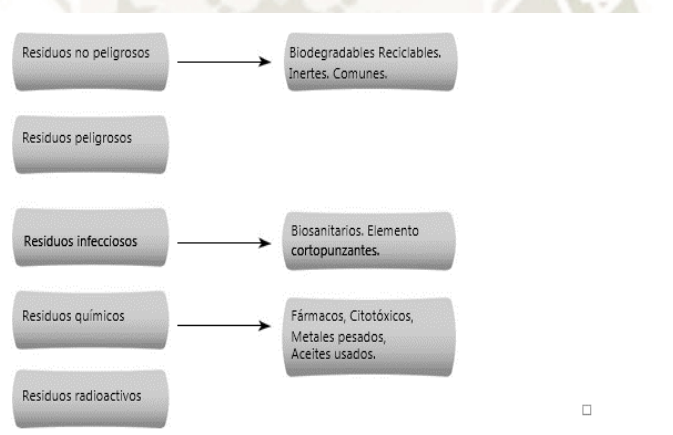 Residuos no peligrosos
Biodegradables Reciclables.
Inertes. Comunes.
Residuos peligrosos
Residuos infecciosos
Biosanitarios. Elemento
cortopunzantes.
Residuos químicos
Fármacos, Citotóxicos,
Metales pesados,
Aceites usados.
Residuos radioactivos